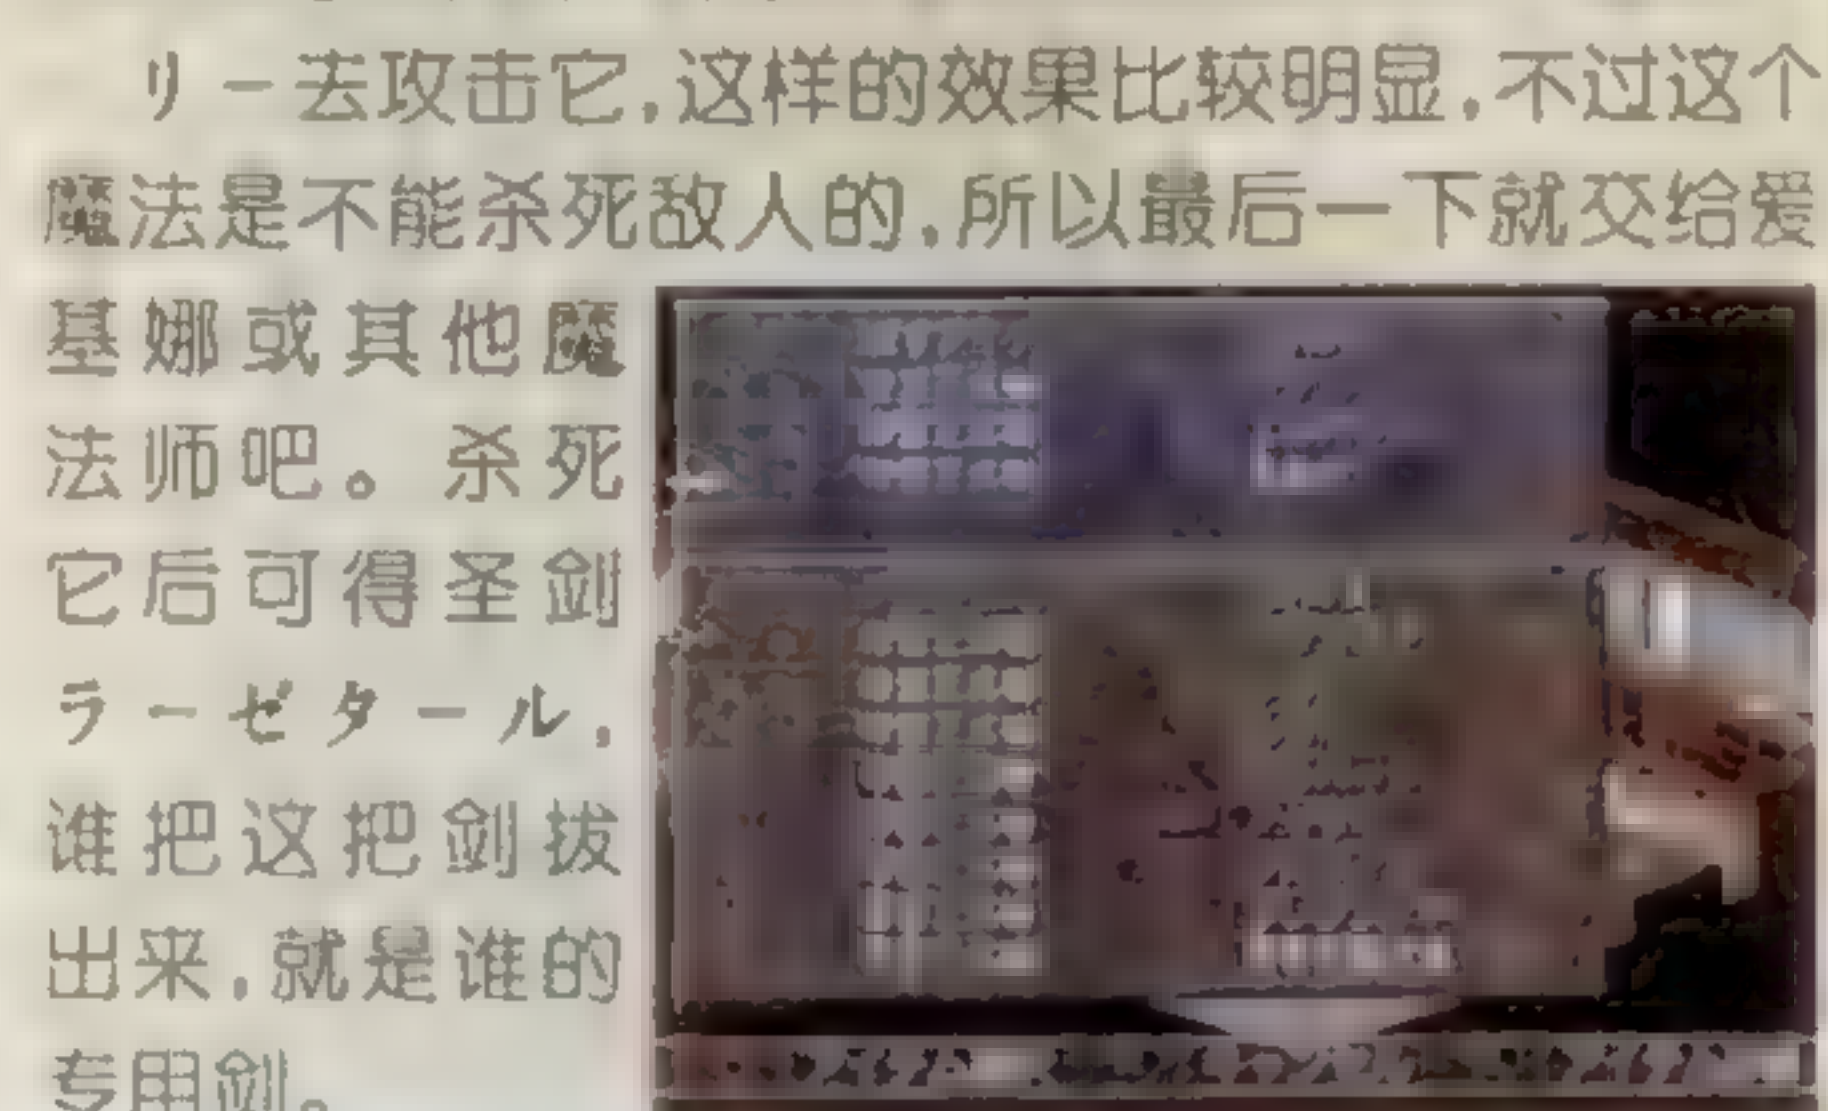 リー去攻击它,这样的效果比较明显,不过这个
魔法是不能杀死敌人的,所以最后一下就交给爱
基娜或其他魔
法师吧。杀死
它后可得圣剑
ラーゼタール,
谁把这把剑拔
出来,就是谁的
专用剑。